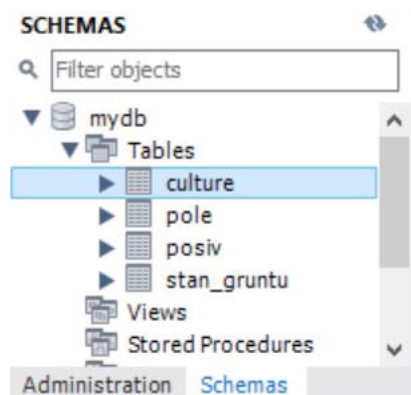 SCHEMAS
Filter objects
mydb
Tables
culture
pole
posiv
stan_gruntu
Views
Stored Procedures
Administration Schemas